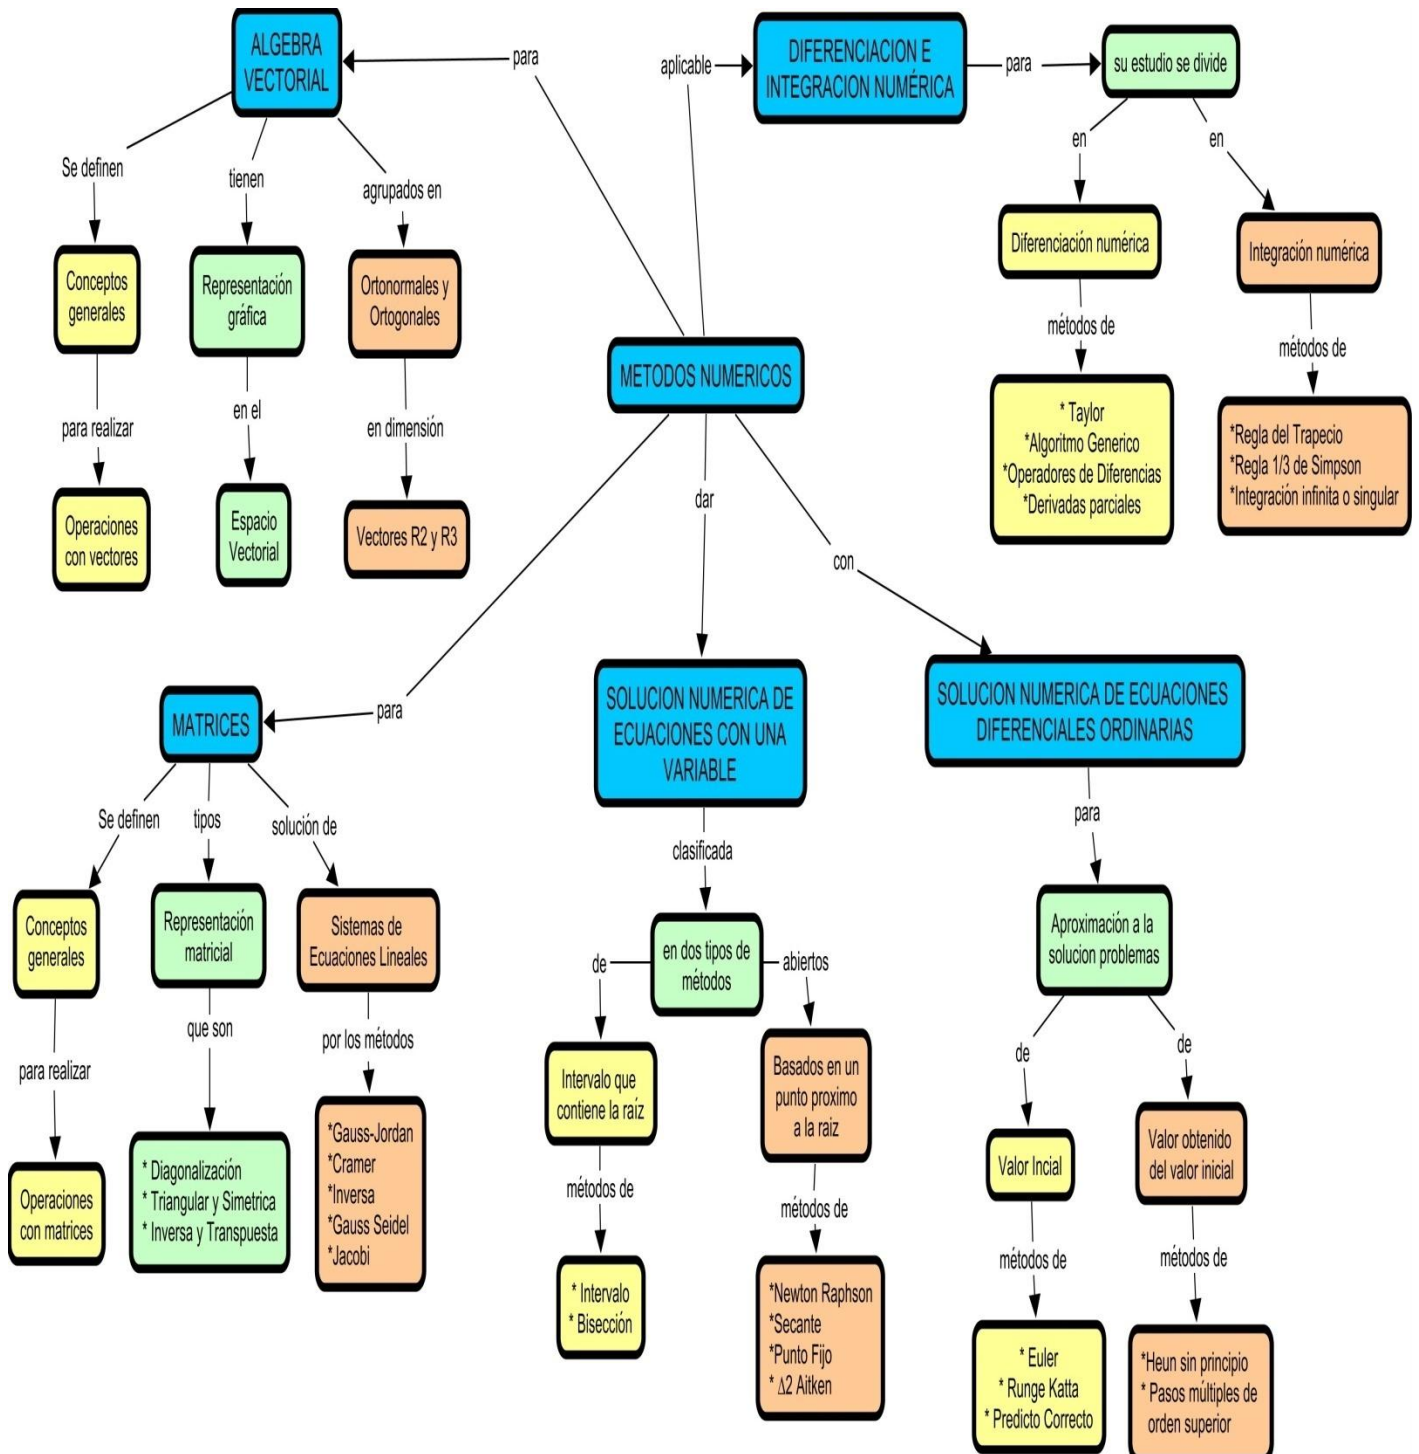 ALGEBRA
VECTORIAL
para
aplicable
DIFERENCIACION E
INTEGRACION NUMÉRICA
para
su estudio se divide
Se definen
tienen
agrupados en
en
en
Conceptos
generales
Representación
gráfica
Ortonormales y
Ortogonales
Diferenciación numérica
Integración numérica
para realizar
en el
en dimensión
métodos de
métodos de
METODOS NUMERICOS
Operaciones
con vectores
Espacio
Vectorial
Vectores R2 y R3
* Taylor
*Algoritmo Generico
*Operadores de Diferencias
*Derivadas parciales
*Regla del Trapecio
*Regla 1/3 de Simpson
*Integración infinita o singular
para
dar
con
MATRICES
SOLUCION NUMERICA DE
ECUACIONES CON UNA
VARIABLE
SOLUCION NUMERICA DE ECUACIONES
DIFERENCIALES ORDINARIAS
Se definen
tipos
solución de
clasificada
para
Conceptos
generales
Representación
matricial
Sistemas de
Ecuaciones Lineales
en dos tipos de
métodos
Aproximación a la
solucion problemas
para realizar
que son
por los métodos
de
abiertos
de
de
Operaciones
con matrices
* Diagonalización
* Triangular y Simetrica
* Inversa y Transpuesta
*Gauss-Jordan
*Cramer
*Inversa
*Gauss Seidel
*Jacobi
Intervalo que
contiene la raíz
Basados en un
punto proximo
a la raiz
Valor Incial
Valor obtenido
del valor inicial
métodos de
métodos de
métodos de
métodos de
* Intervalo
* Bisección
*Newton Raphson
*Secante
*Punto Fijo
* Δ2 Aitken
* Euler
* Runge Katta
* Predicto Correcto
*Heun sin principio
* Pasos múltiples de
orden superior